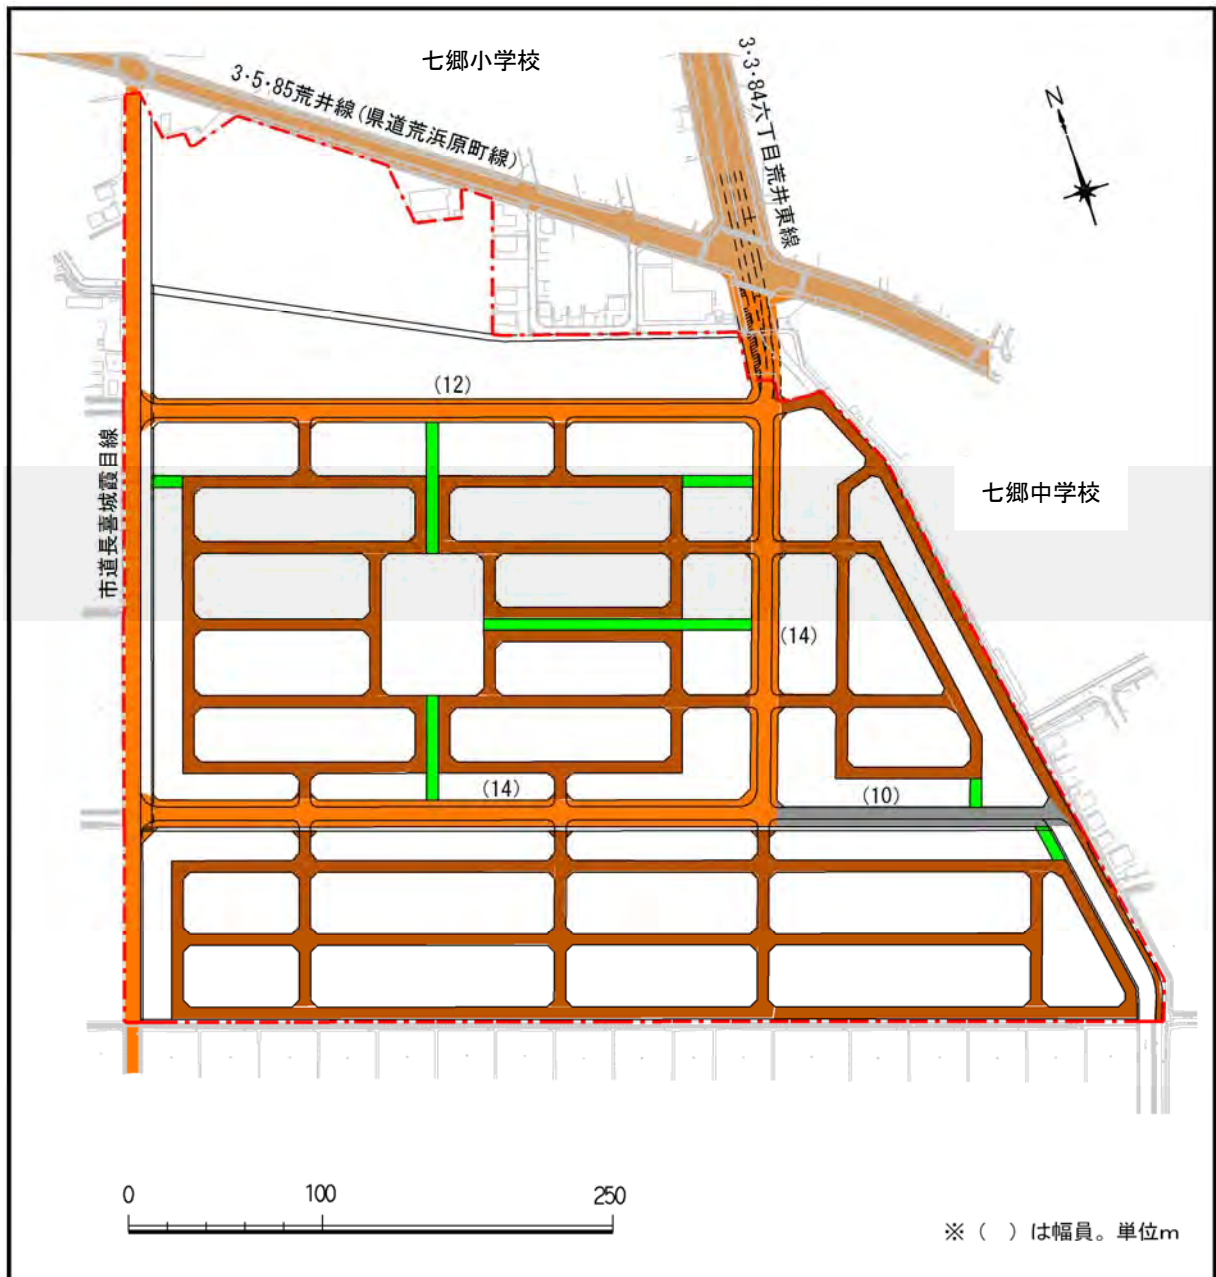 七郷小学校
3・5・85荒井線(県道荒浜原町線)
3・3・84六丁目荒井東線
N
(12)
市道長喜城霞目線
七郷中学校
(14)
(14)
(10)
0 100 250
※（ ）は幅員。単位m